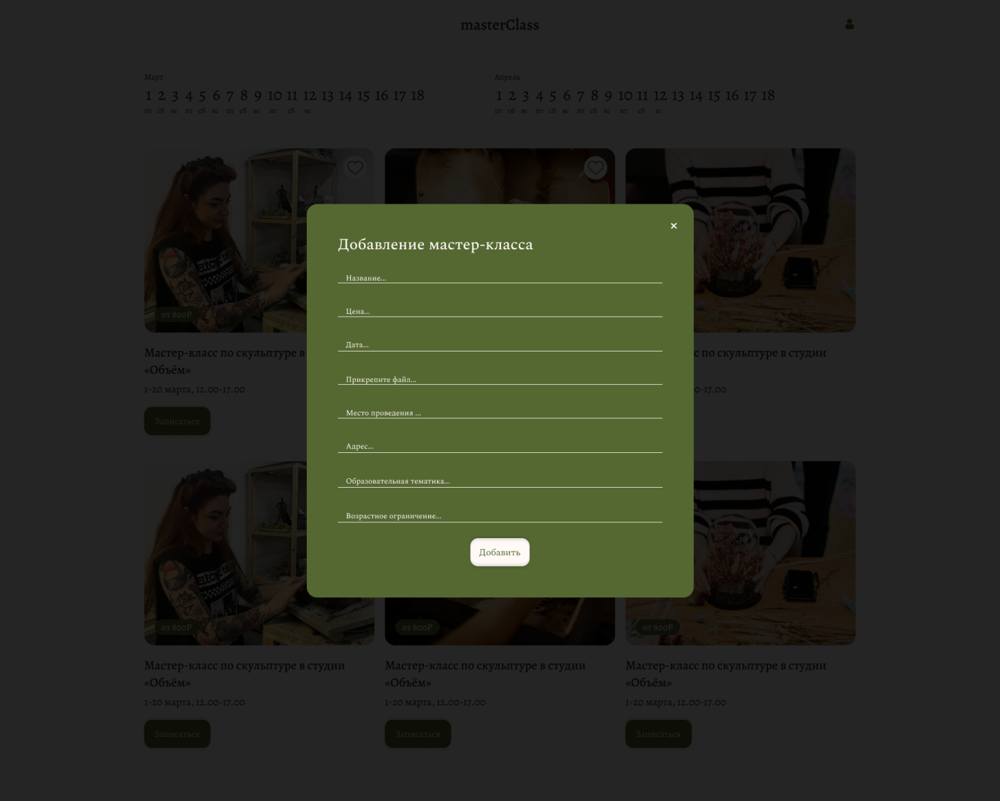 masterClass
Март
1 2 3 4 5 6 7 8 9 10 11 12 13 14 15 16 17 18
пт сб вс пт сб вс пт сб вс пт сб вс
Апрель
1 2 3 4 5 6 7 8 9 10 11 12 13 14 15 16 17 18
пт сб вс пт сб вс пт сб вс пт сб вс
от 800Р
Мастер-класс по скульптуре в
«Объём»
1-20 марта, 12.00-17.00
Записаться
с по скульптуре в студии
0-17.00
×
Добавление мастер-класса
Название...
Цена...
Дата...
Прикрепите файл...
Место проведения ...
Адрес...
Образовательная тематика...
Возрастное ограничение...
Добавить
от 800Р
Мастер-класс по скульптуре в студии
«Объём»
1-20 марта, 12.00-17.00
Записаться
от 800Р
Мастер-класс по скульптуре в студии
«Объём»
1-20 марта, 12.00-17.00
Записаться
от 800Р
Мастер-класс по скульптуре в студии
«Объём»
1-20 марта, 12.00-17.00
Записаться